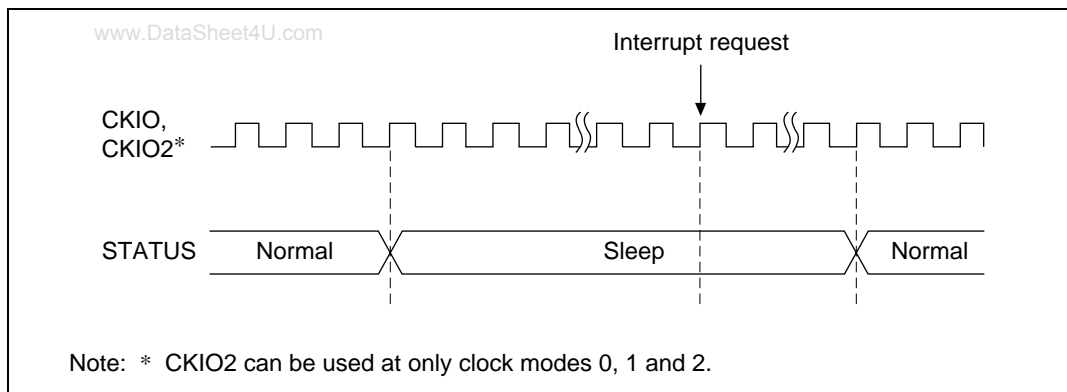 www.DataSheet4U.com
Interrupt request
CKIO,
CKIO2*
STATUS Normal Sleep Normal
Note: * CKIO2 can be used at only clock modes 0, 1 and 2.